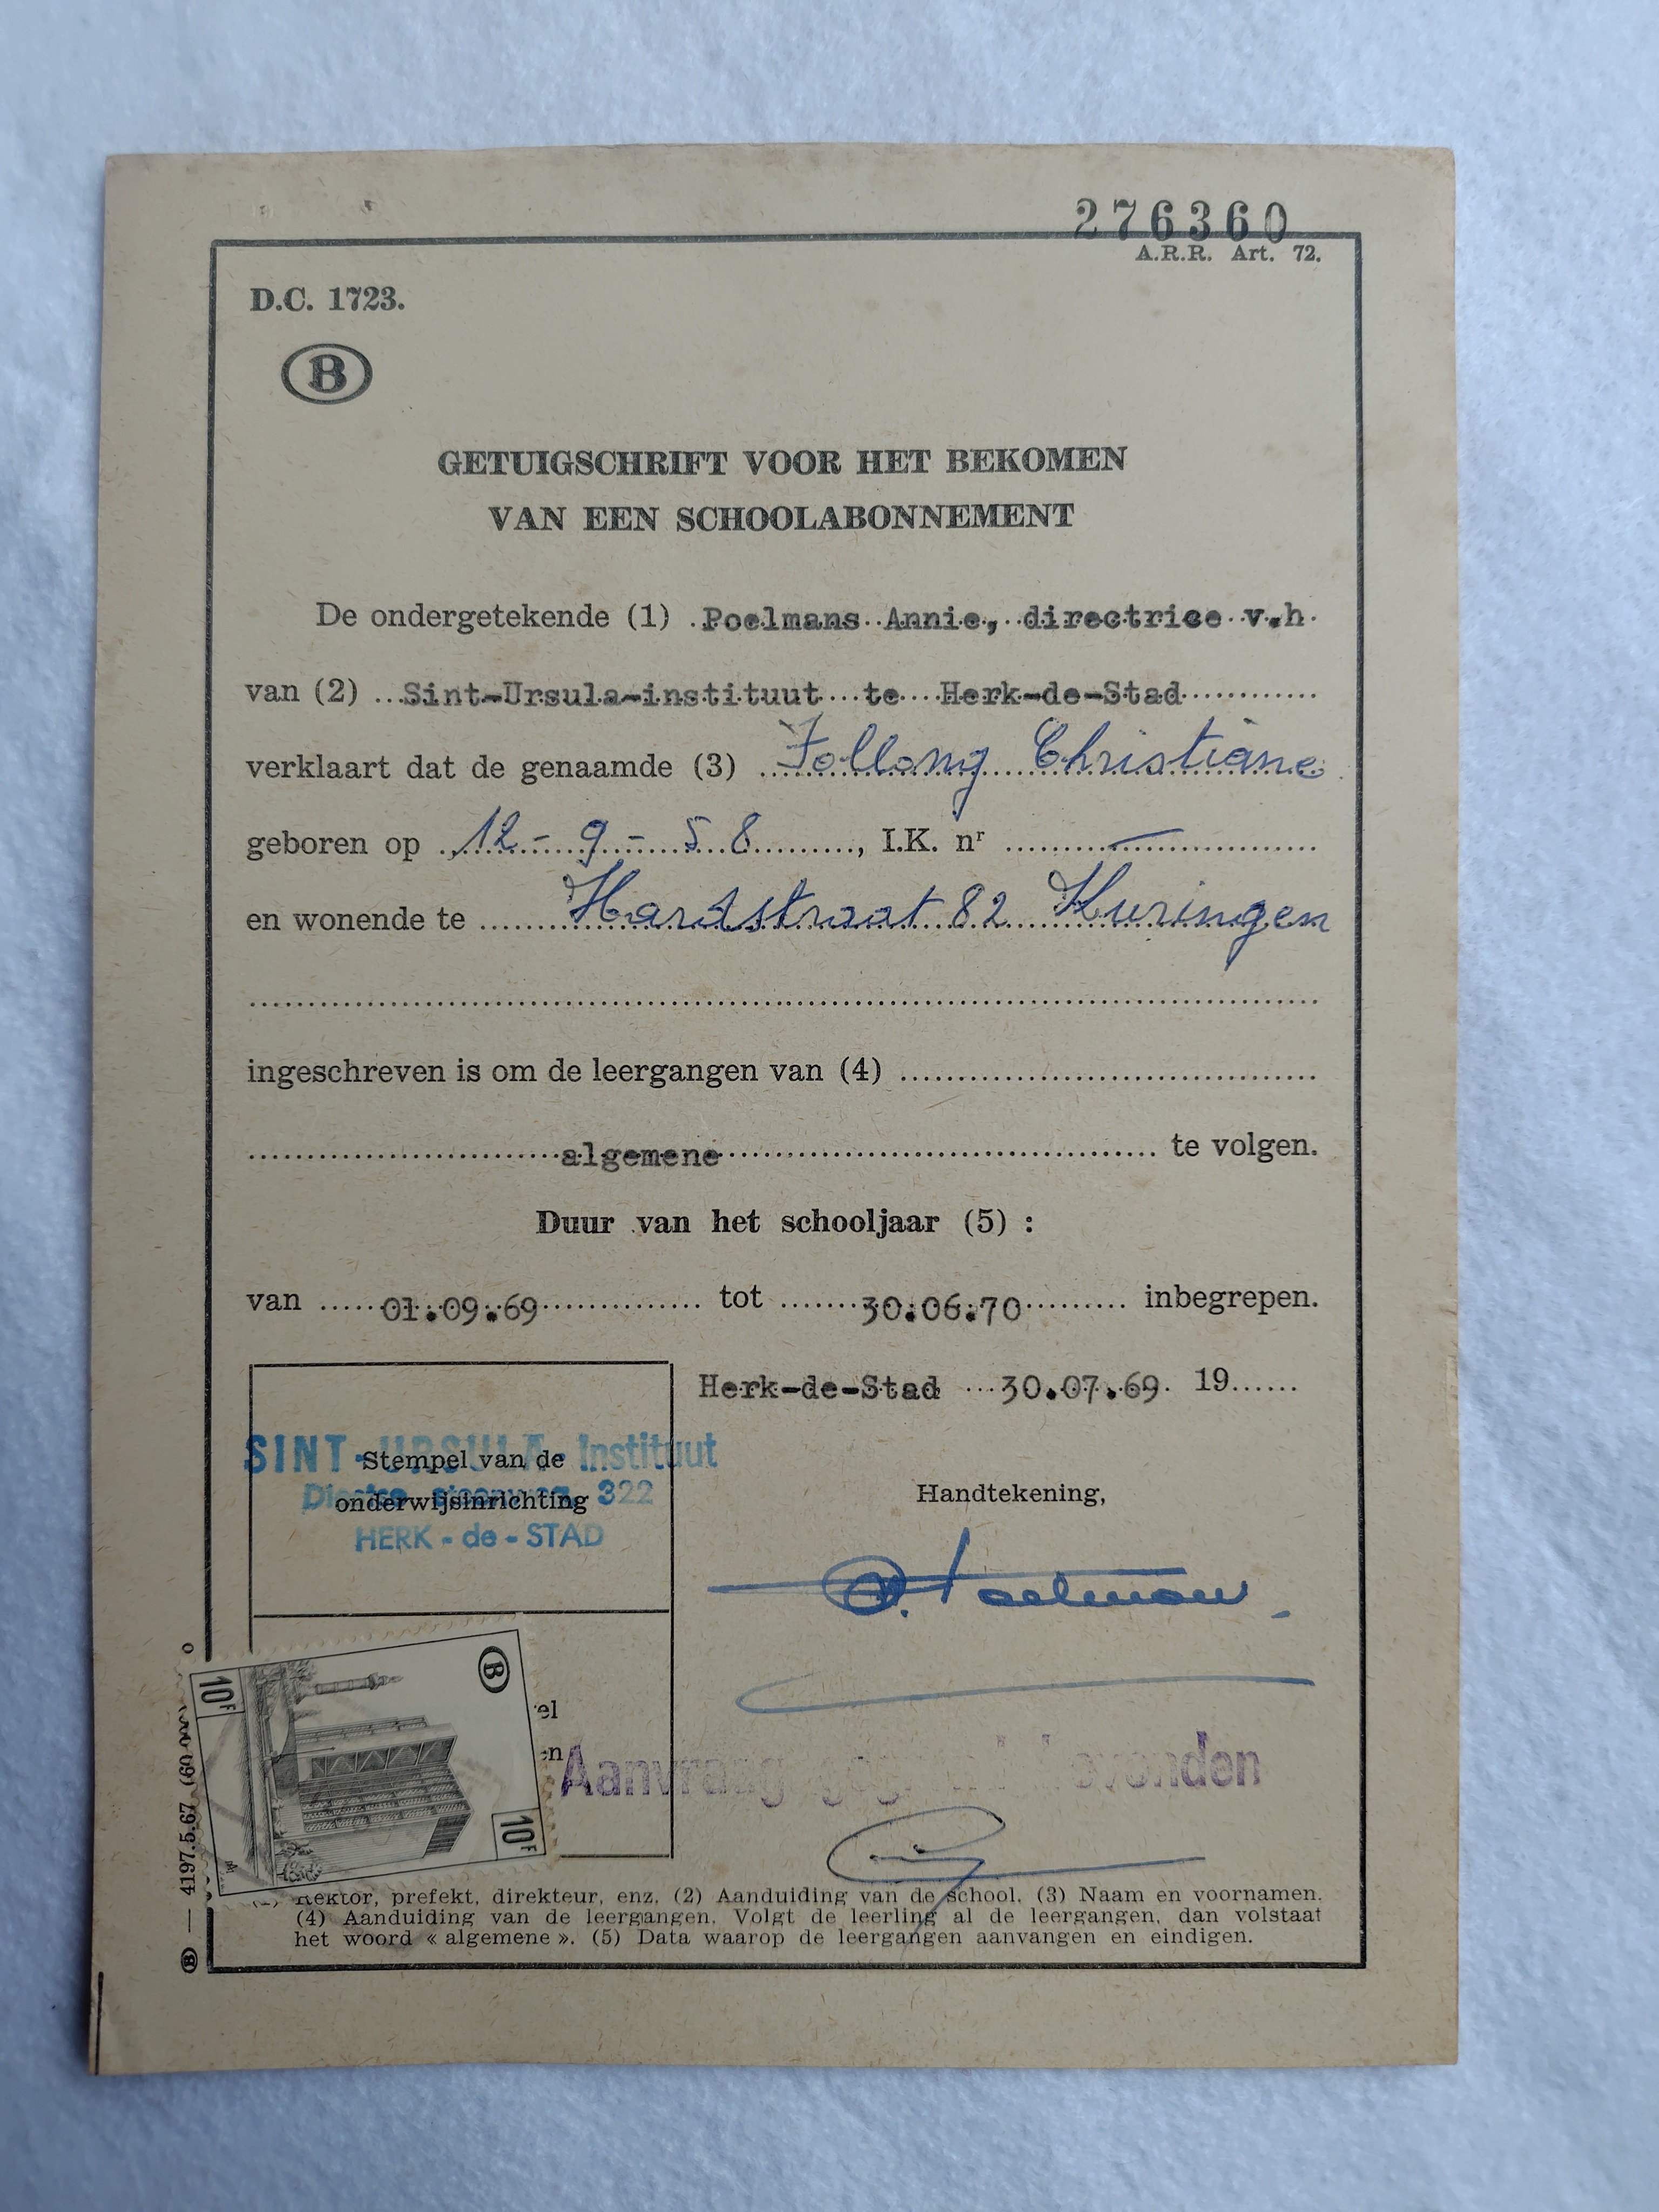 276360
A.R.R. Art. 72.
D.C. 1723.
B
GETUIGSCHRIFT VOOR HET BEKOMEN
VAN EEN SCHOOLABONNEMENT
De ondergetekende (1) Poelmans Annie, directrice v.h.
van (2) Sint-Ursula-instituut te Herk-de-Stad
verklaart dat de genaamde (3) Follong Christiane
geboren op 12-9-58, I.K. nr —
en wonende te Hardstraat 82 Kuringen
ingeschreven is om de leergangen van (4)
algemene te volgen.
Duur van het schooljaar (5) :
van 01.09.69 tot 30.06.70 inbegrepen.
Herk-de-Stad 30.07.69. 19......
SINT-URSULA-Instituut
Stempel van de
322
onderwijsinrichting
HERK-de-STAD
Handtekening,
A. Poelmans.
B
10F
10F
el
en
Aanvraag
4197.5.67
B
Rektor, prefekt, direkteur, enz. (2) Aanduiding van de school. (3) Naam en voornamen.
(4) Aanduiding van de leergangen. Volgt de leerling al de leergangen, dan volstaat
het woord « algemene ». (5) Data waarop de leergangen aanvangen en eindigen.